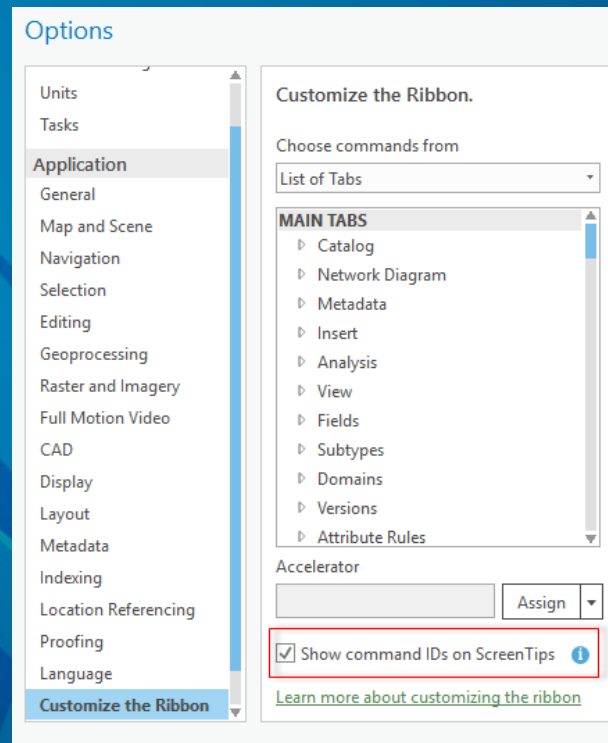 Options
Units
Tasks
Application
General
Map and Scene
Navigation
Selection
Editing
Geoprocessing
Raster and Imagery
Full Motion Video
CAD
Display
Layout
Metadata
Indexing
Location Referencing
Proofing
Language
Customize the Ribbon
Customize the Ribbon.
Choose commands from
List of Tabs
MAIN TABS
Catalog
Network Diagram
Metadata
Insert
Analysis
View
Fields
Subtypes
Domains
Versions
Attribute Rules
Accelerator
Assign
Show command IDs on ScreenTips
Learn more about customizing the ribbon